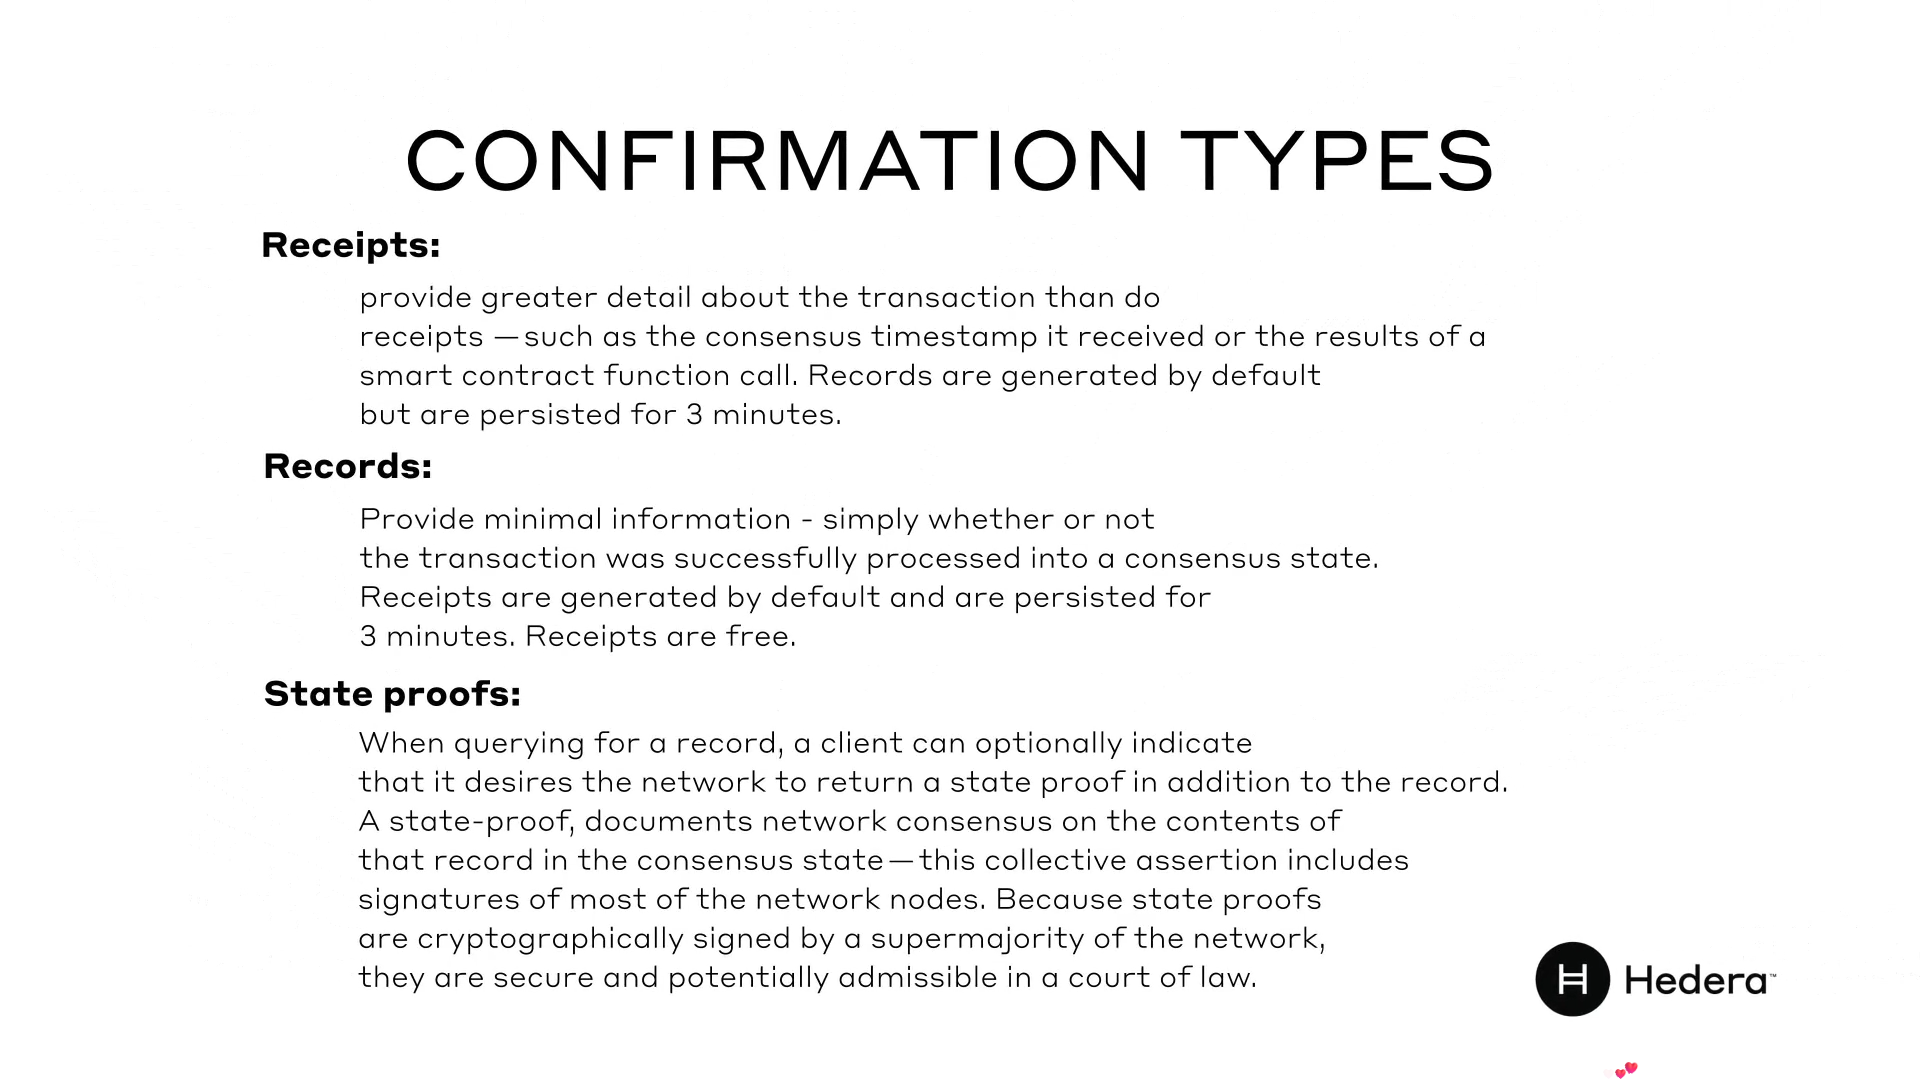 CONFIRMATION TYPES
Receipts:
provide greater detail about the transaction than do
receipts —such as the consensus timestamp it received or the results of a
smart contract function call. Records are generated by default
but are persisted for 3 minutes.
Records:
Provide minimal information - simply whether or not
the transaction was successfully processed into a consensus state.
Receipts are generated by default and are persisted for
3 minutes. Receipts are free.
State proofs:
When querying for a record, a client can optionally indicate
that it desires the network to return a state proof in addition to the record.
A state-proof, documents network consensus on the contents of
that record in the consensus state—this collective assertion includes
signatures of most of the network nodes. Because state proofs
are cryptographically signed by a supermajority of the network,
they are secure and potentially admissible in a court of law.
H Hedera™